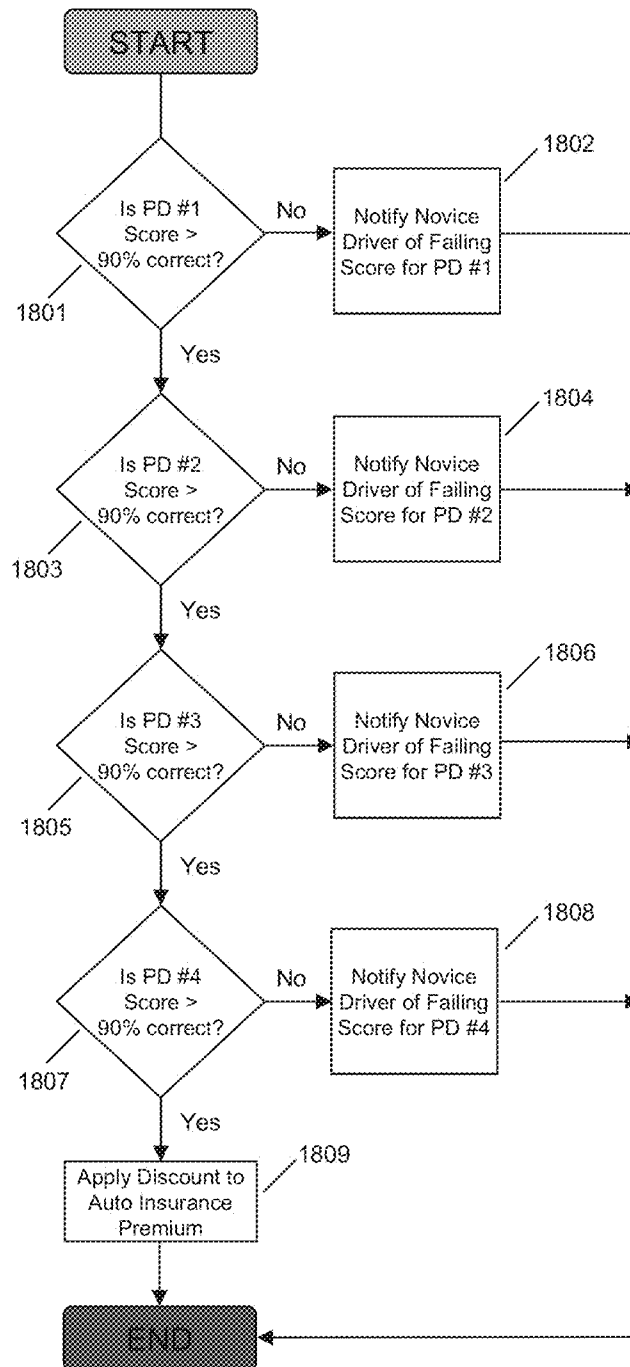 START
Is PD #1
Score >
90% correct?
1801
No
Notify Novice
Driver of Failing
Score for PD #1
1802
Yes
Is PD #2
Score >
90% correct?
1803
No
Notify Novice
Driver of Failing
Score for PD #2
1804
Yes
Is PD #3
Score >
90% correct?
1805
No
Notify Novice
Driver of Failing
Score for PD #3
1806
Yes
Is PD #4
Score >
90% correct?
1807
No
Notify Novice
Driver of Failing
Score for PD #4
1808
Yes
Apply Discount to
Auto Insurance
Premium
1809
END